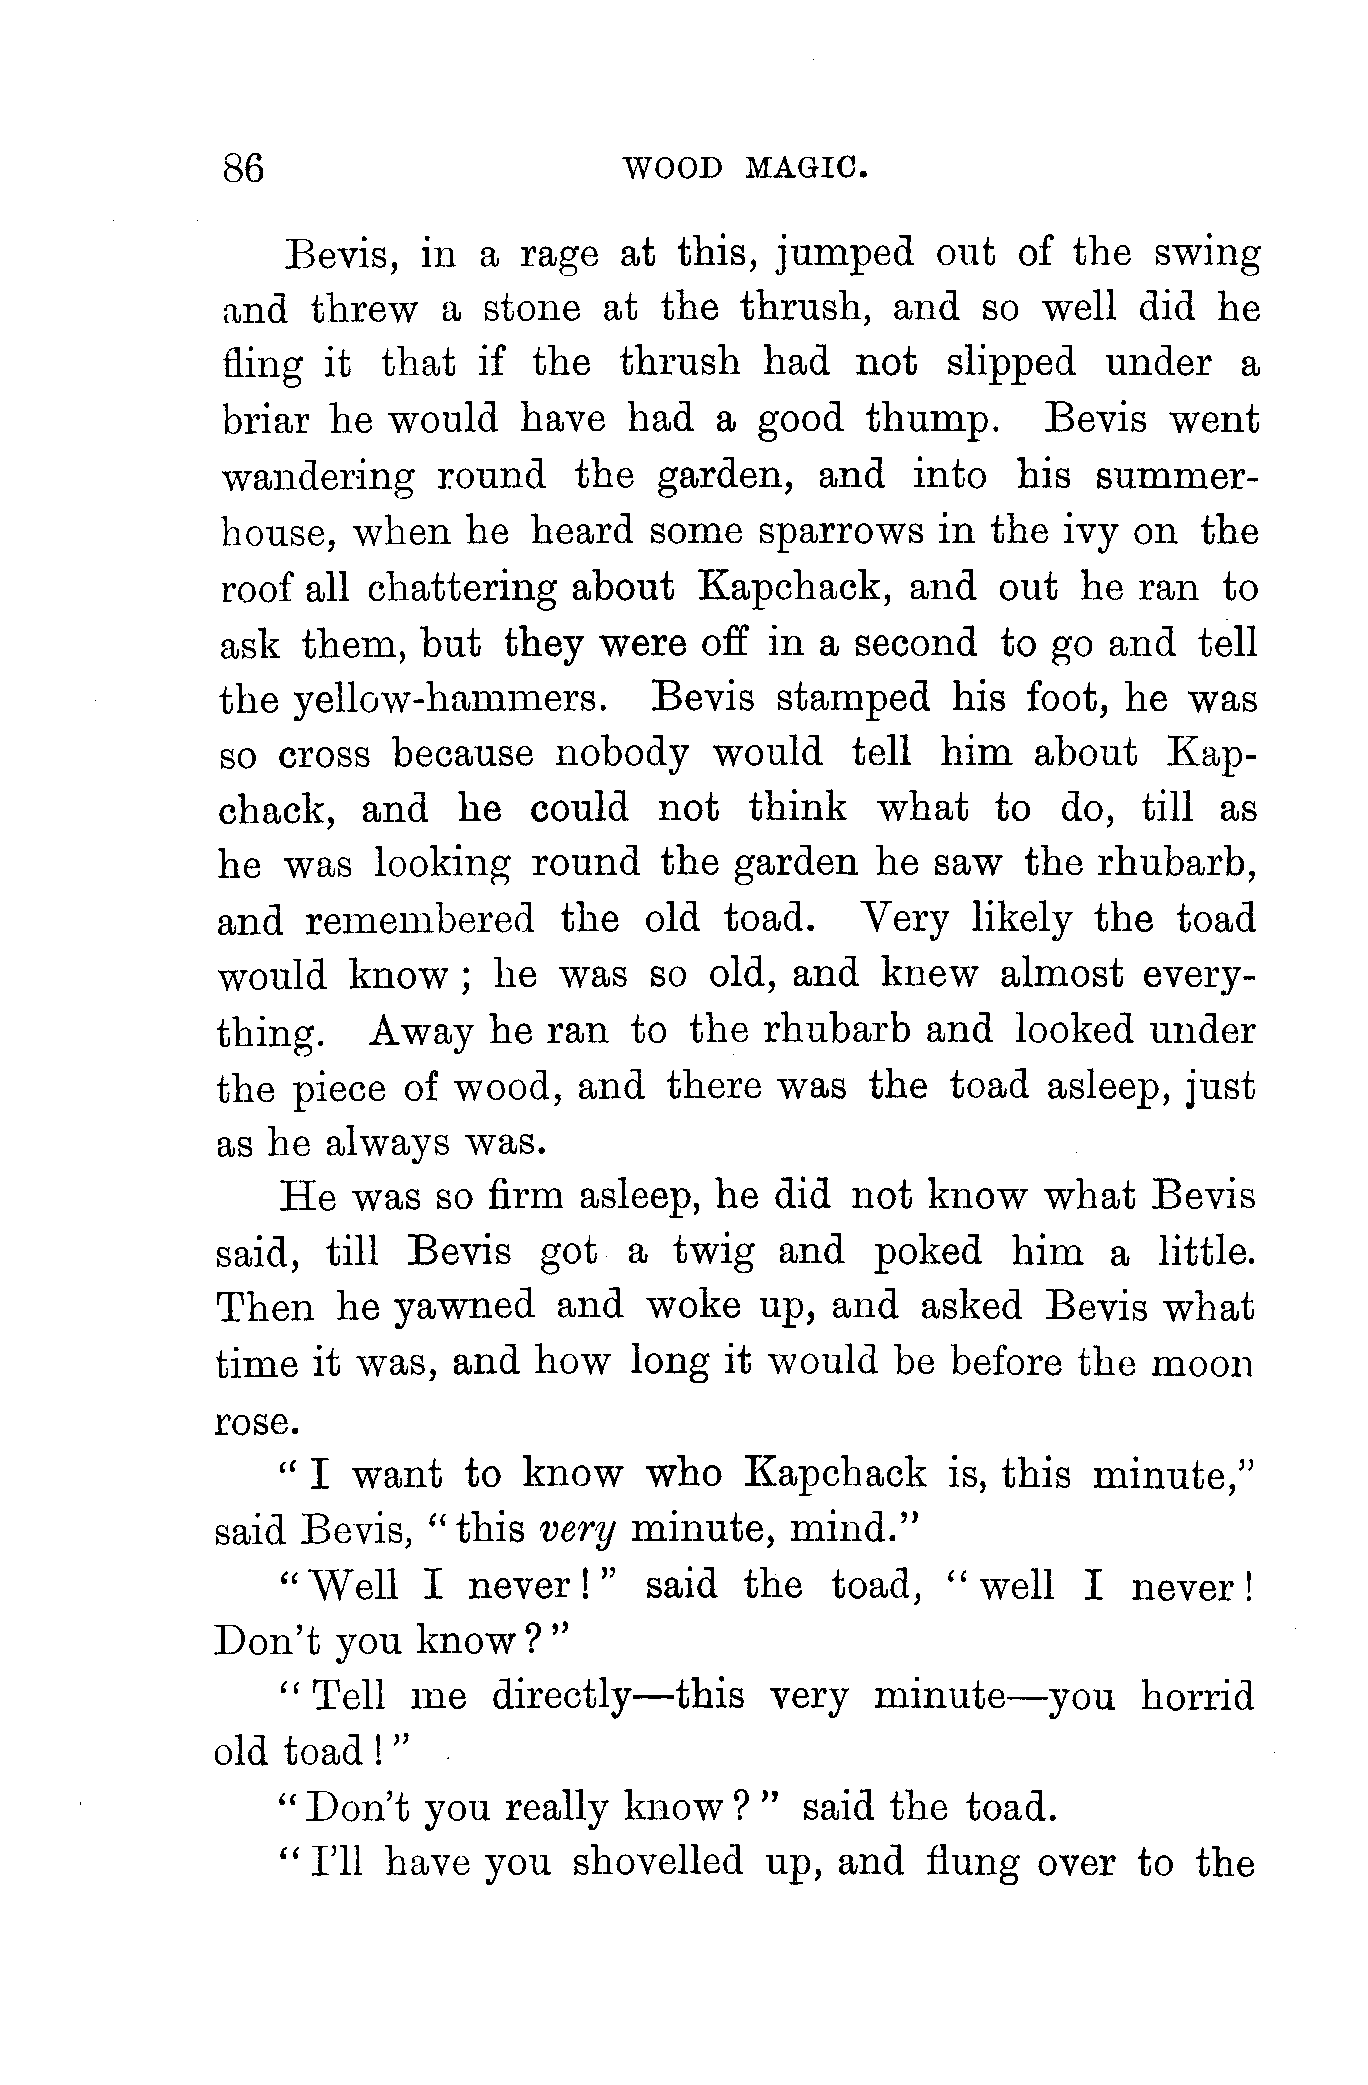 86 WOOD MAGIC.
Bevis, in a rage at this, jumped out of the swing
and threw a stone at the thrush, and so well did he
fling it that if the thrush had not slipped under a
briar he would have had a good thump. Bevis went
wandering round the garden, and into his summer-
house, when he heard some sparrows in the ivy on the
roof all chattering about Kapchack, and out he ran to
ask them, but they were off in a second to go and tell
the yellow-hammers. Bevis stamped his foot, he was
so cross because nobody would tell him about Kap-
chack, and he could not think what to do, till as
he was looking round the garden he saw the rhubarb,
and remembered the old toad. Very likely the toad
would know ; he was so old, and knew almost every-
thing. Away he ran to the rhubarb and looked under
the piece of wood, and there was the toad asleep, just
as he always was.
He was so firm asleep, he did not know what Bevis
said, till Bevis got a twig and poked him a little.
Then he yawned and woke up, and asked Bevis what
time it was, and how long it would be before the moon
rose.
“ I want to know who Kapchack is, this minute,”
said Bevis, “ this very minute, mind.”
“ Well I never ! ” said the toad, “ well I never !
Don’t you know ? ”
“ Tell me directly—this very minute—you horrid
old toad ! ”
“ Don’t you really know ? ” said the toad.
“ I’ll have you shovelled up, and flung over to the